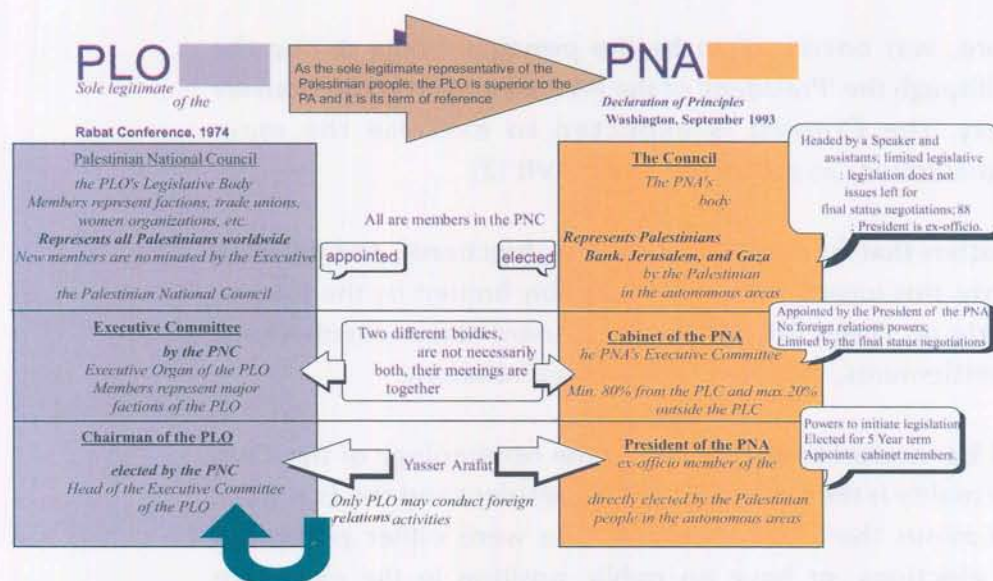 PLO
Sole legitimate
of the
Rabat Conference, 1974
As the sole legitimate representative of the
Palestinian people, the PLO is superior to the
PA and it is its term of reference
PNA
Declaration of Principles
Washington, September 1993
Palestinian National Council
the PLO's Legislative Body
Members represent factions, trade unions,
women organizations, etc.
Represents all Palestinians worldwide
New members are nominated by the Executive
the Palestinian National Council
All are members in the PNC
appointed
elected
The Council
The PNA's
body
Represents Palestinians
Bank, Jerusalem, and Gaza
by the Palestinian
in the autonomous areas
Headed by a Speaker and
assistants; limited legislative
; legislation does not
issues left for
final status negotiations; 88
; President is ex-officio.
Executive Committee
by the PNC
Executive Organ of the PLO
Members represent major
factions of the PLO
Two different boidies,
are not necessarily
both, their meetings are
together
Cabinet of the PNA
he PNA's Executive Committee
Min. 80% from the PLC and max 20%
outside the PLC
Appointed by the President of the PNA
No foreign relations powers;
Limited by the final status negotiations
Chairman of the PLO
elected by the PNC
Head of the Executive Committee
of the PLO
Yasser Arafat
Only PLO may conduct foreign
relations activities
President of the PNA
ex-officio member of the
directly elected by the Palestinian
people in the autonomous areas
Powers to initiate legislation
Elected for 5 Year term
Appoints cabinet members.